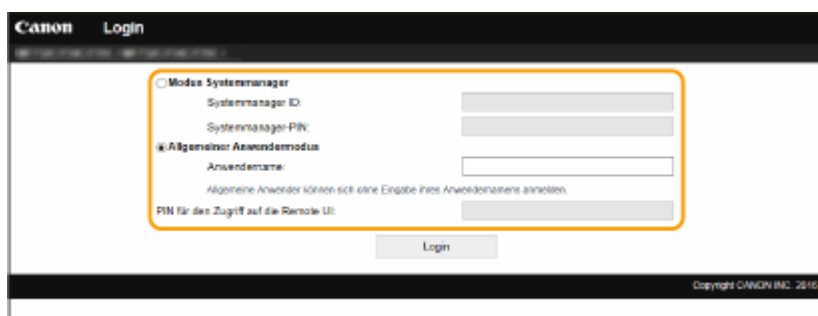 Canon Login
Modus Systemmanager
Systemmanager ID:
Systemmanager-PIN:
Allgemeiner Anwendermodus
Anwendername:
Allgemeine Anwender können sich ohne Eingabe ihres Anwendernamens anmelden.
PIN für den Zugriff auf die Remote UI:
Login
Copyright CANON INC. 2016